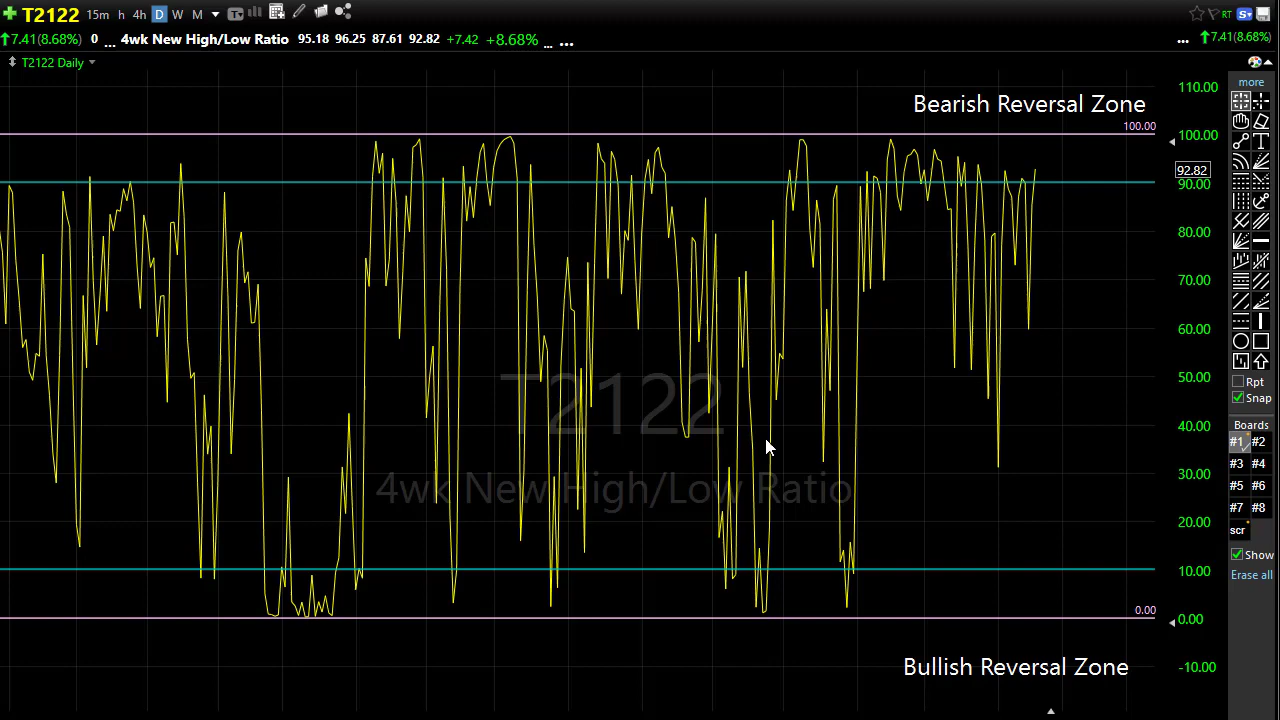 T2122 15m h 4h D W M T RT S
7.41(8.68%) 0 ... 4wk New High/Low Ratio 95.18 96.25 87.61 92.82 +7.42 +8.68% ... ... ... 7.41(8.68%)
T2122 Daily
more
110.00
Bearish Reversal Zone
100.00
100.00
92.82
90.00
80.00
70.00
60.00
50.00
40.00
30.00
20.00
10.00
0.00
0.00
-10.00
T2122
4wk New High/Low Ratio
Bullish Reversal Zone
T
Rpt
Snap
Boards
#1 #2
#3 #4
#5 #6
#7 #8
scr
Show
Erase all